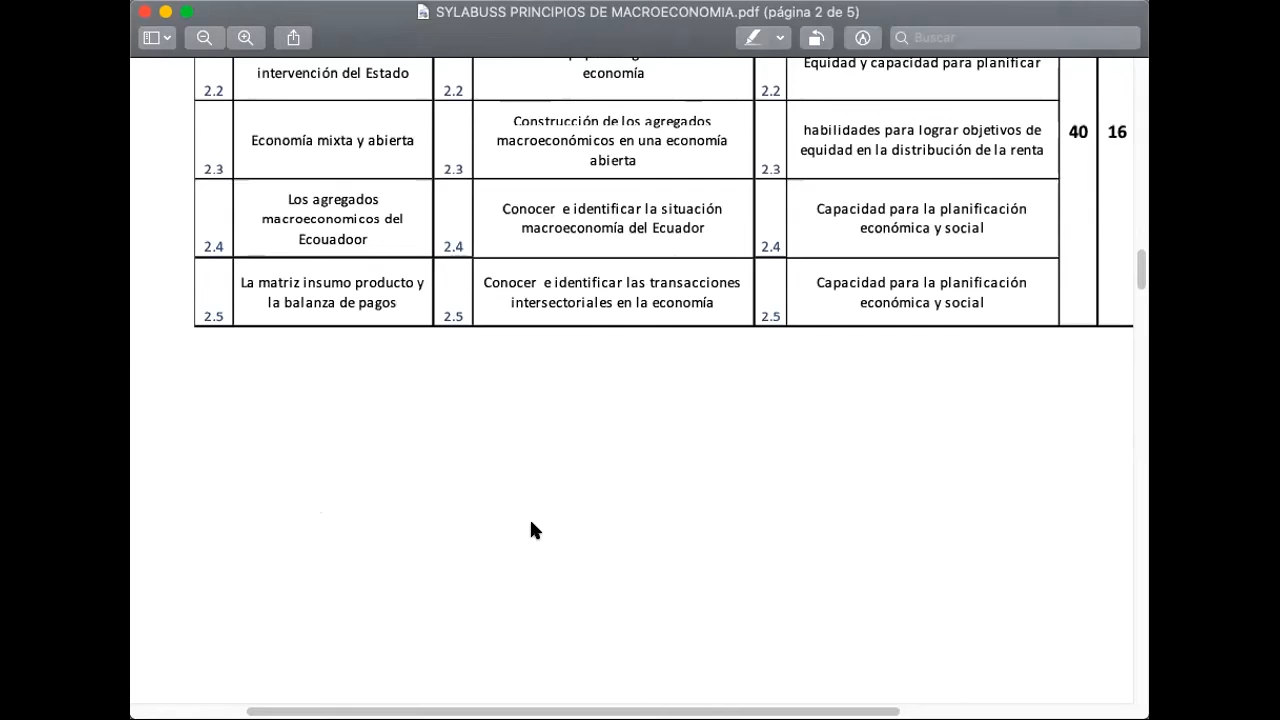 SYLABUSS PRINCIPIOS DE MACROECONOMIA.pdf (página 2 de 5)
Buscar
intervención del Estado
2.2
economía
2.2
Equidad y capacidad para planificar
2.2
Economía mixta y abierta
2.3
Construcción de los agregados
macroeconómicos en una economía
abierta
2.3
habilidades para lograr objetivos de
equidad en la distribución de la renta
2.3
40
16
Los agregados
macroeconomicos del
Ecouadoor
2.4
Conocer e identificar la situación
macroeconomía del Ecuador
2.4
Capacidad para la planificación
económica y social
2.4
La matriz insumo producto y
la balanza de pagos
2.5
Conocer e identificar las transacciones
intersectoriales en la economía
2.5
Capacidad para la planificación
económica y social
2.5